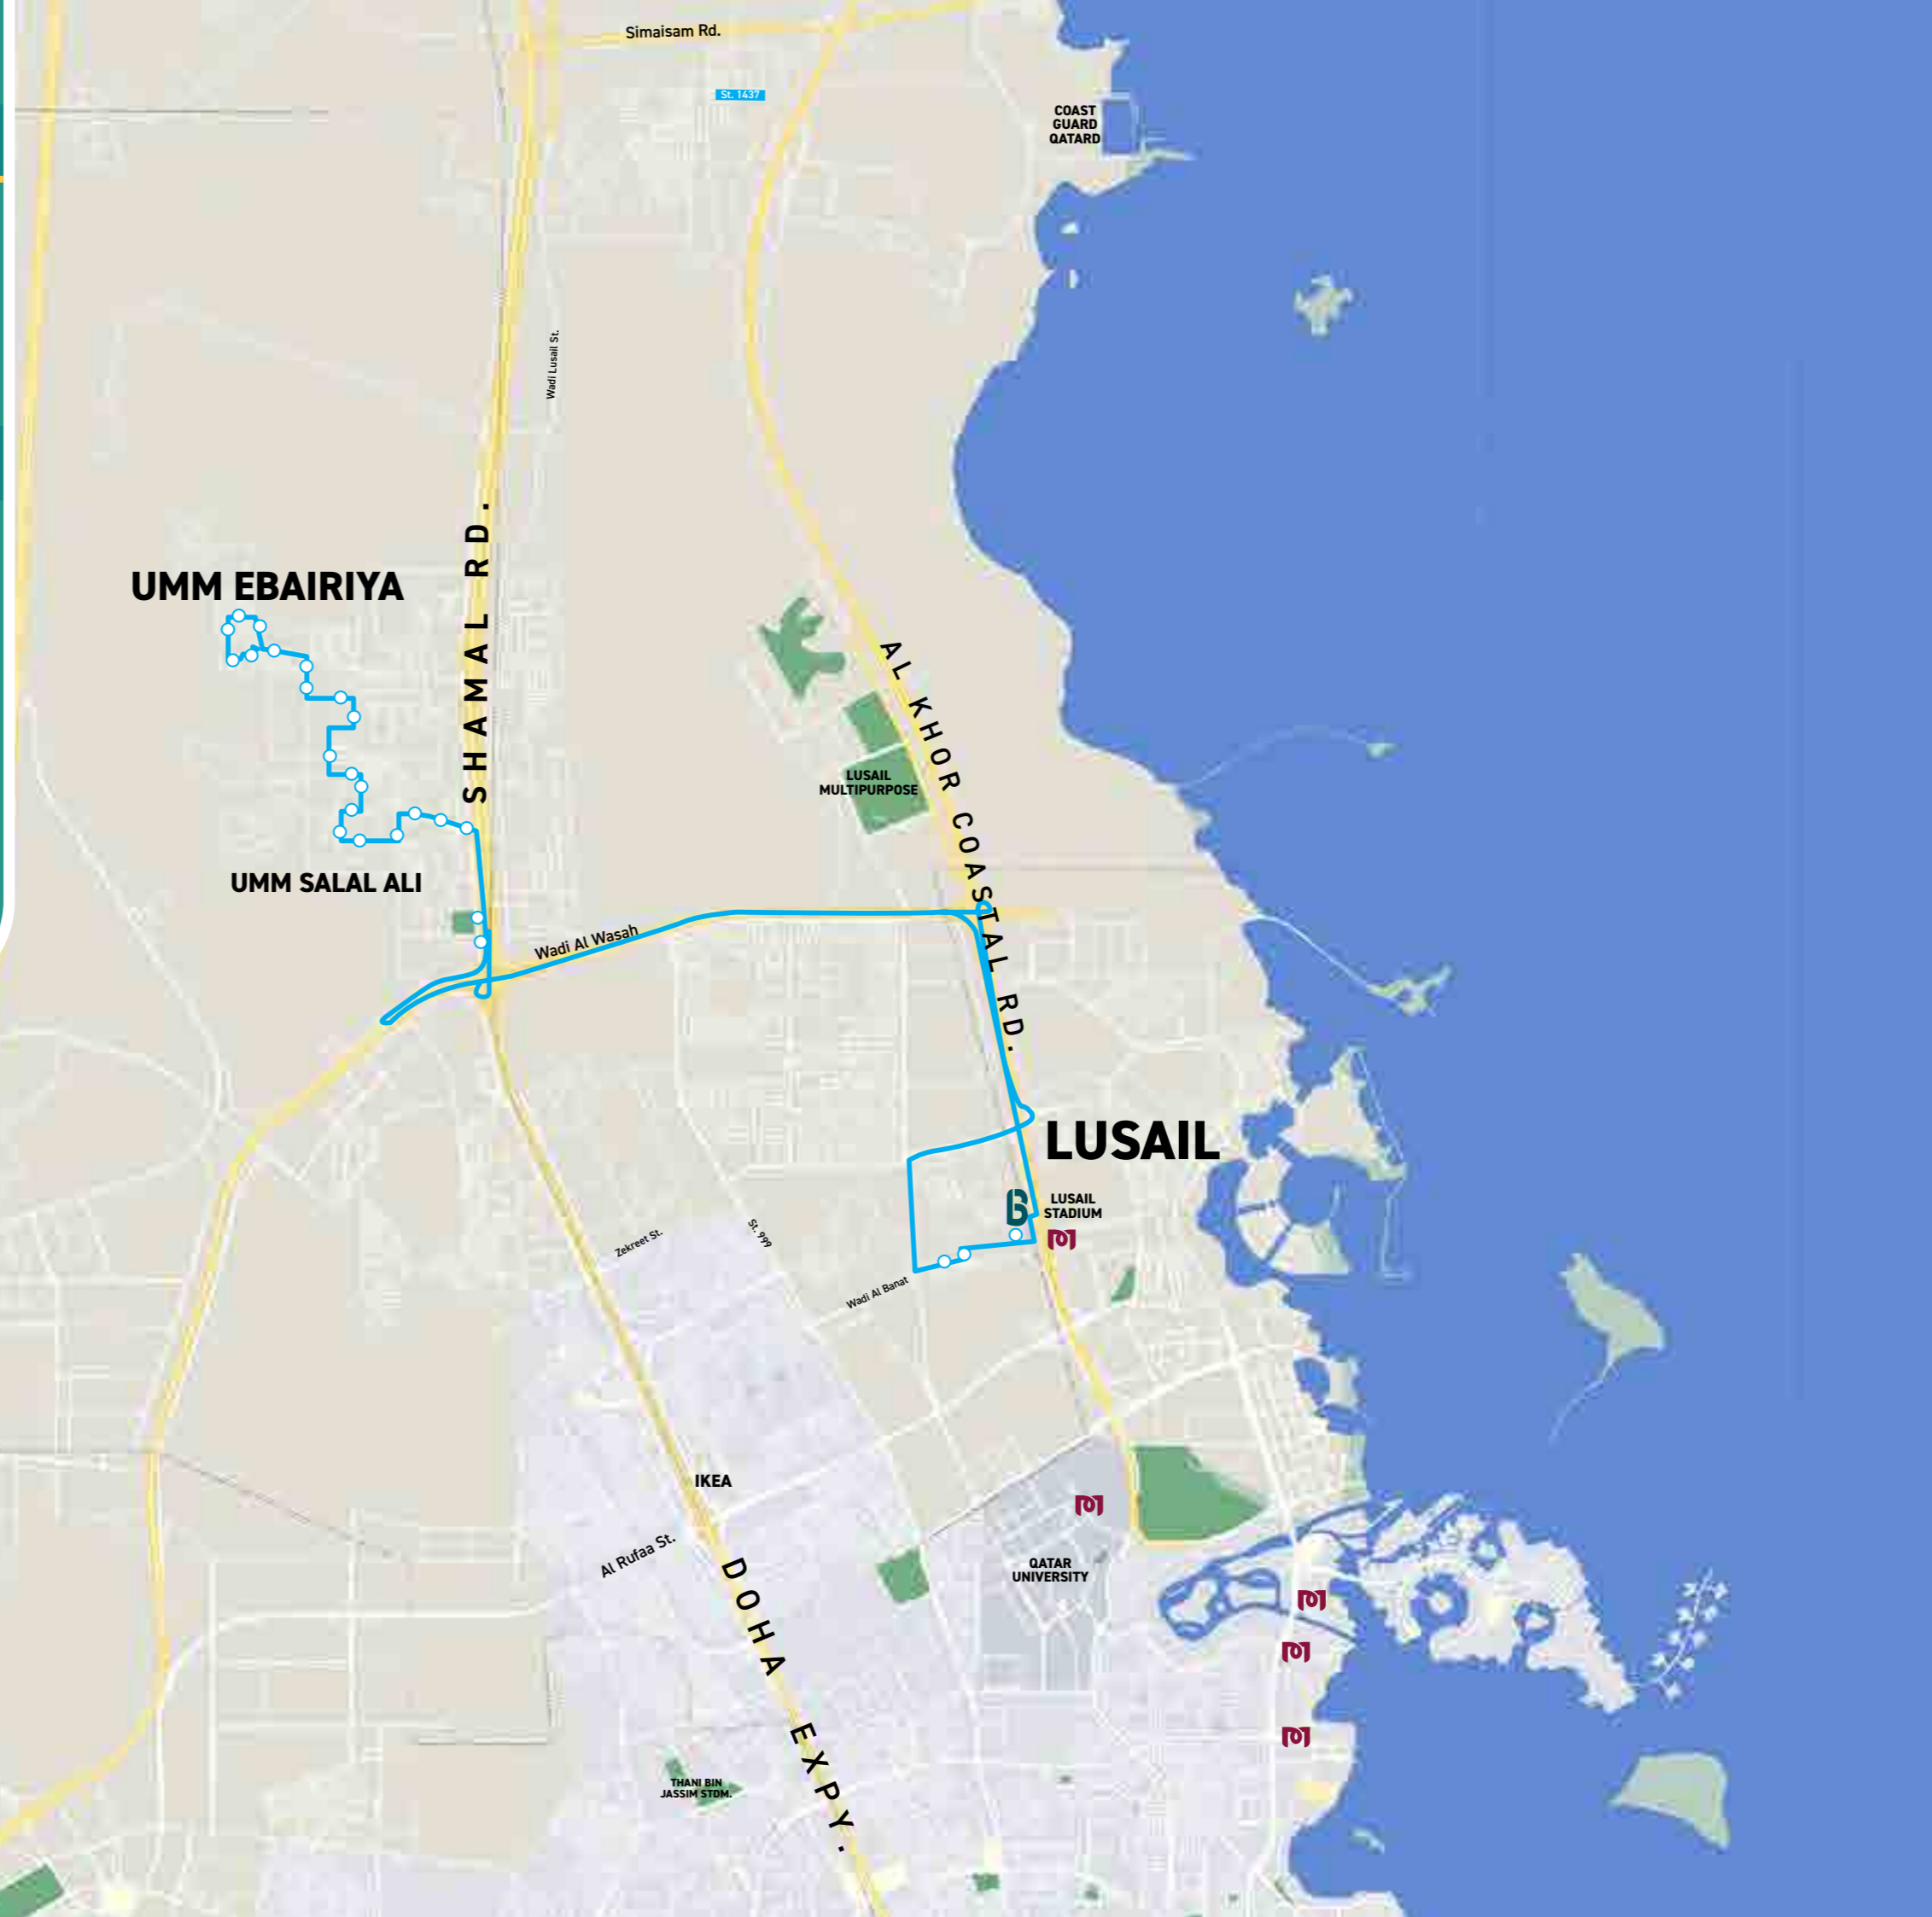 Simaisam Rd.
St. 1437
COAST
GUARD
QATARD
Wadi Lusail St.
SHAMAL RD.
UMM EBAIRIYA
AL KHOR COASTAL RD.
LUSAIL
MULTIPURPOSE
UMM SALAL ALI
Wadi Al Wasah
LUSAIL
LUSAIL
STADIUM
Zekreet St.
St. 999
Wadi Al Banat
IKEA
Al Rufaa St.
QATAR
UNIVERSITY
DOHA EXPY.
THANI BIN
JASSIM STDM.